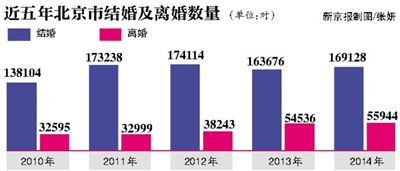 近五年北京市结婚及离婚数量 (单位:对) 新京报制图/张妍
结婚 离婚
138104 32595 173238 32999 174114 38243 163676 54536 169128 55944
2010年 2011年 2012年 2013年 2014年